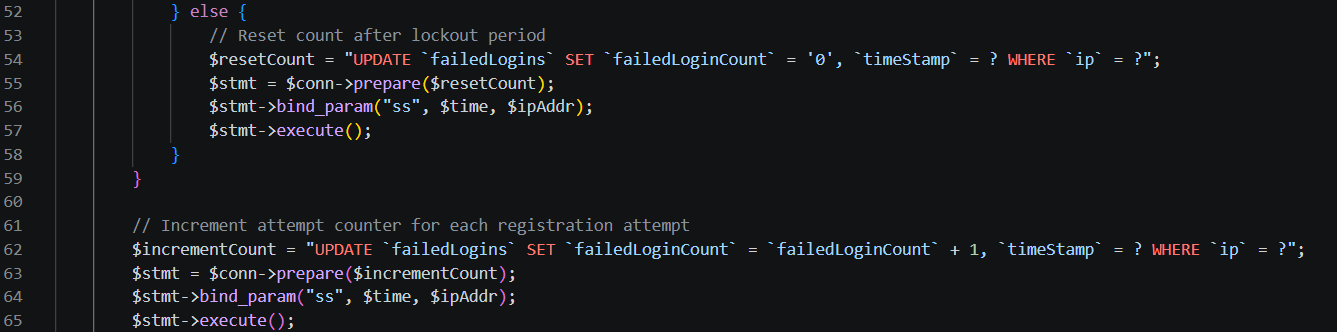 52 } else {
53 // Reset count after lockout period
54 $resetCount = "UPDATE `failedLogins` SET `failedLoginCount` = '0', `timeStamp` = ? WHERE `ip` = ?";
55 $stmt = $conn->prepare($resetCount);
56 $stmt->bind_param("ss", $time, $ipAddr);
57 $stmt->execute();
58 }
59 }
60
61 // Increment attempt counter for each registration attempt
62 $incrementCount = "UPDATE `failedLogins` SET `failedLoginCount` = `failedLoginCount` + 1, `timeStamp` = ? WHERE `ip` = ?";
63 $stmt = $conn->prepare($incrementCount);
64 $stmt->bind_param("ss", $time, $ipAddr);
65 $stmt->execute();